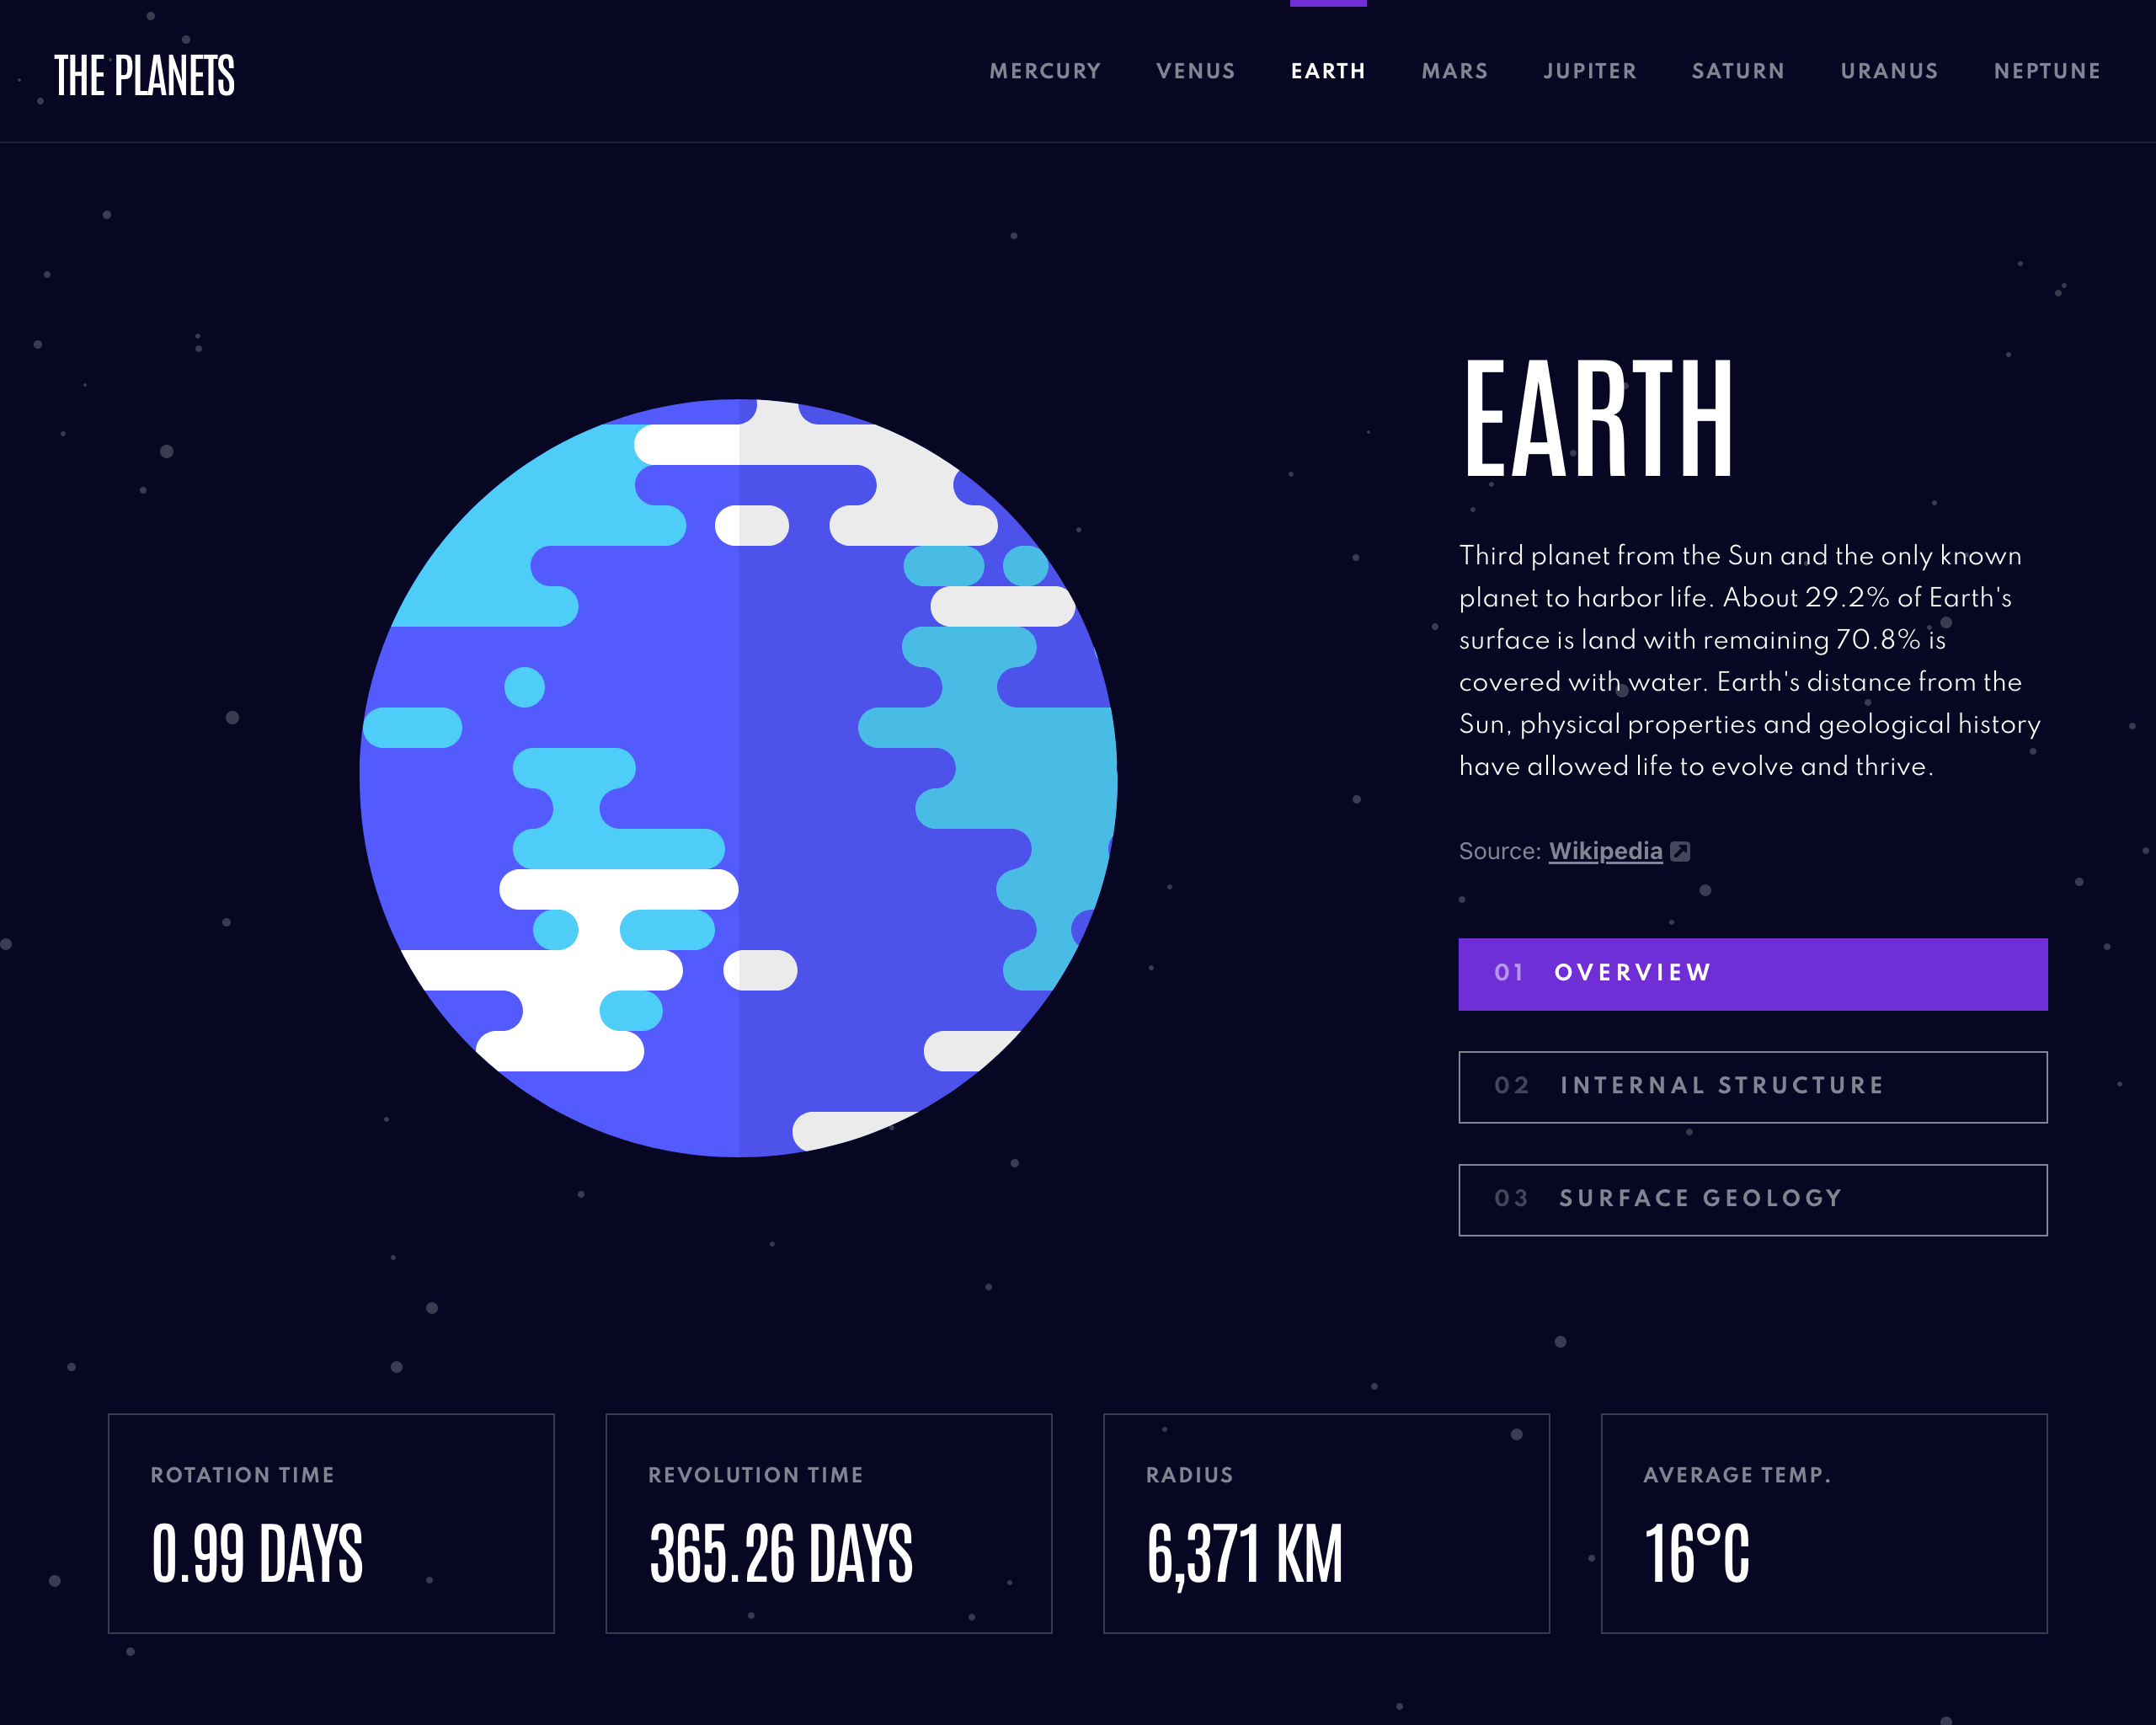 THE PLANETS
MERCURY VENUS EARTH MARS JUPITER SATURN URANUS NEPTUNE
EARTH
Third planet from the Sun and the only known
planet to harbor life. About 29.2% of Earth's
surface is land with remaining 70.8% is
covered with water. Earth's distance from the
Sun, physical properties and geological history
have allowed life to evolve and thrive.
Source: Wikipedia
01 OVERVIEW
02 INTERNAL STRUCTURE
03 SURFACE GEOLOGY
ROTATION TIME
0.99 DAYS
REVOLUTION TIME
365.26 DAYS
RADIUS
6,371 KM
AVERAGE TEMP.
16°C